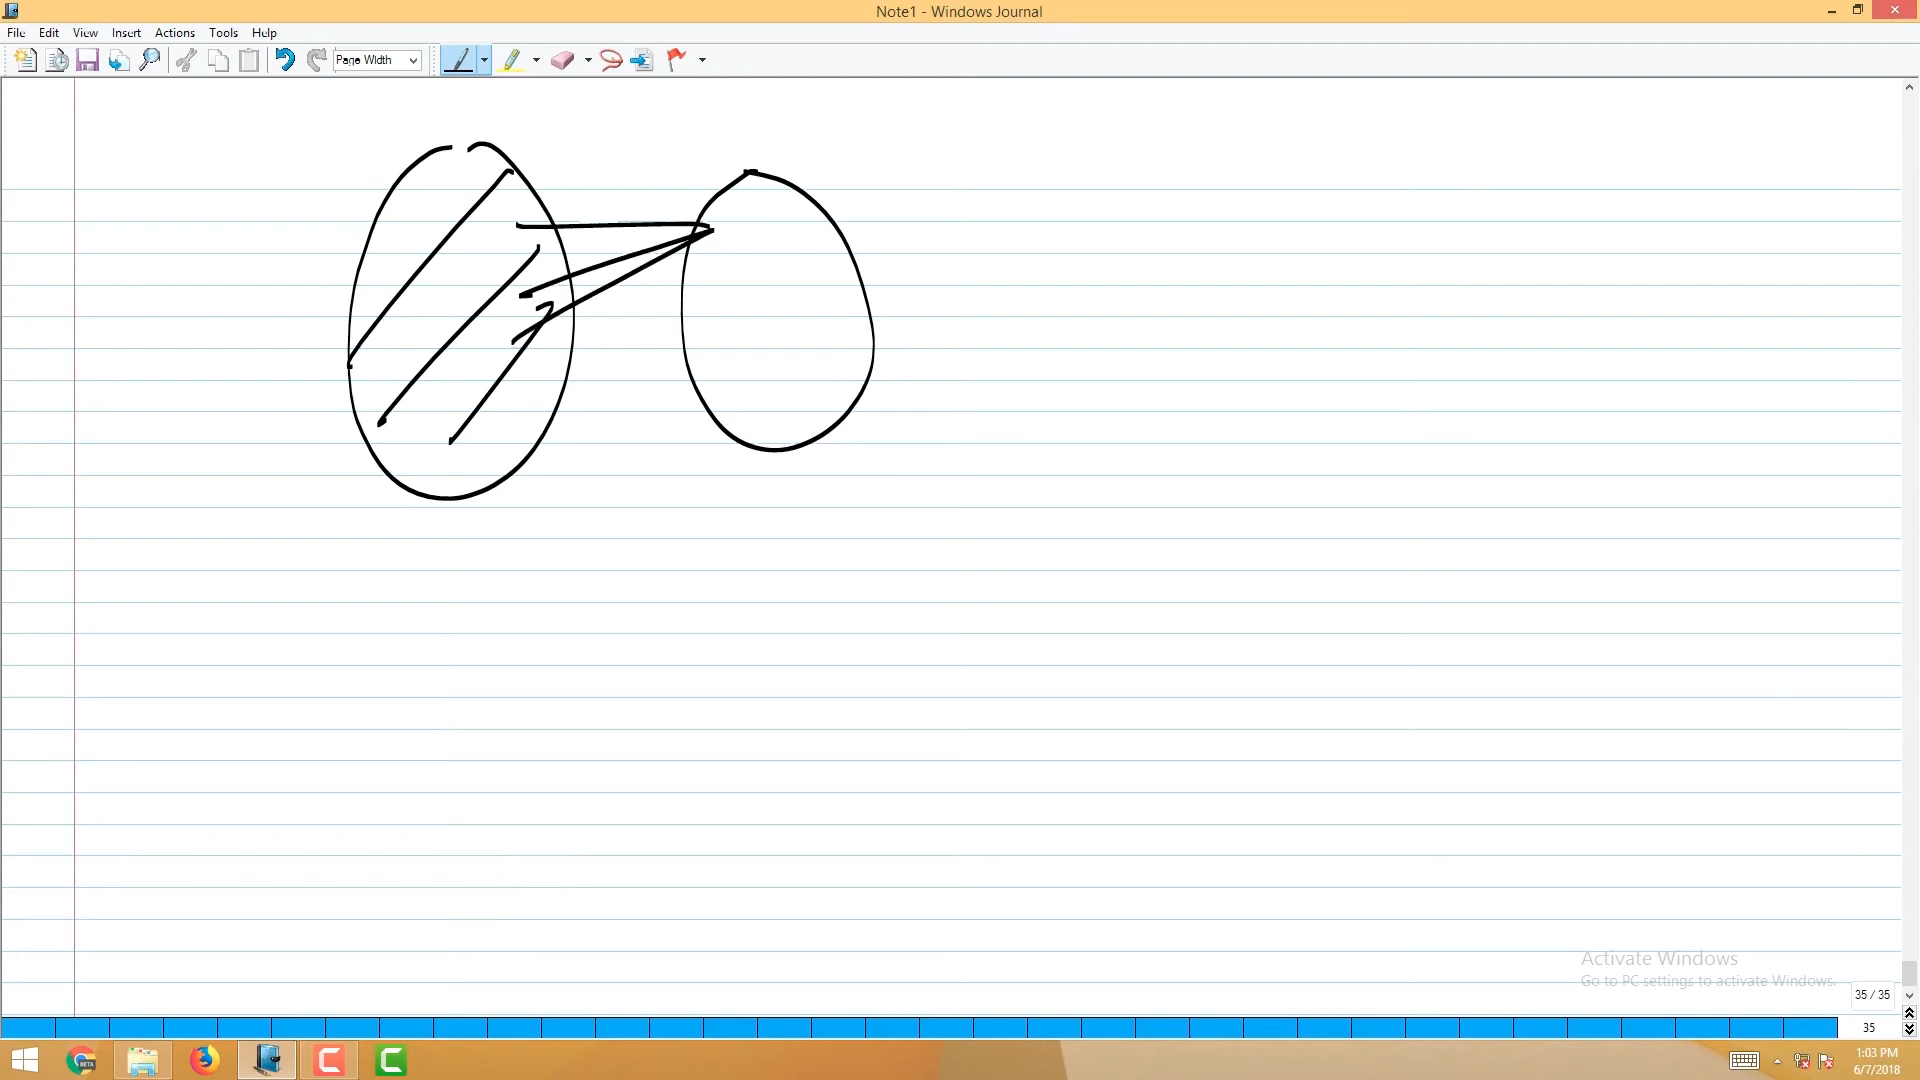 Note1 - Windows Journal
File Edit View Insert Actions Tools Help
Page Width
Activate Windows
Go to PC settings to activate Windows.
35 / 35
35
BETA
1:03 PM
6/7/2018